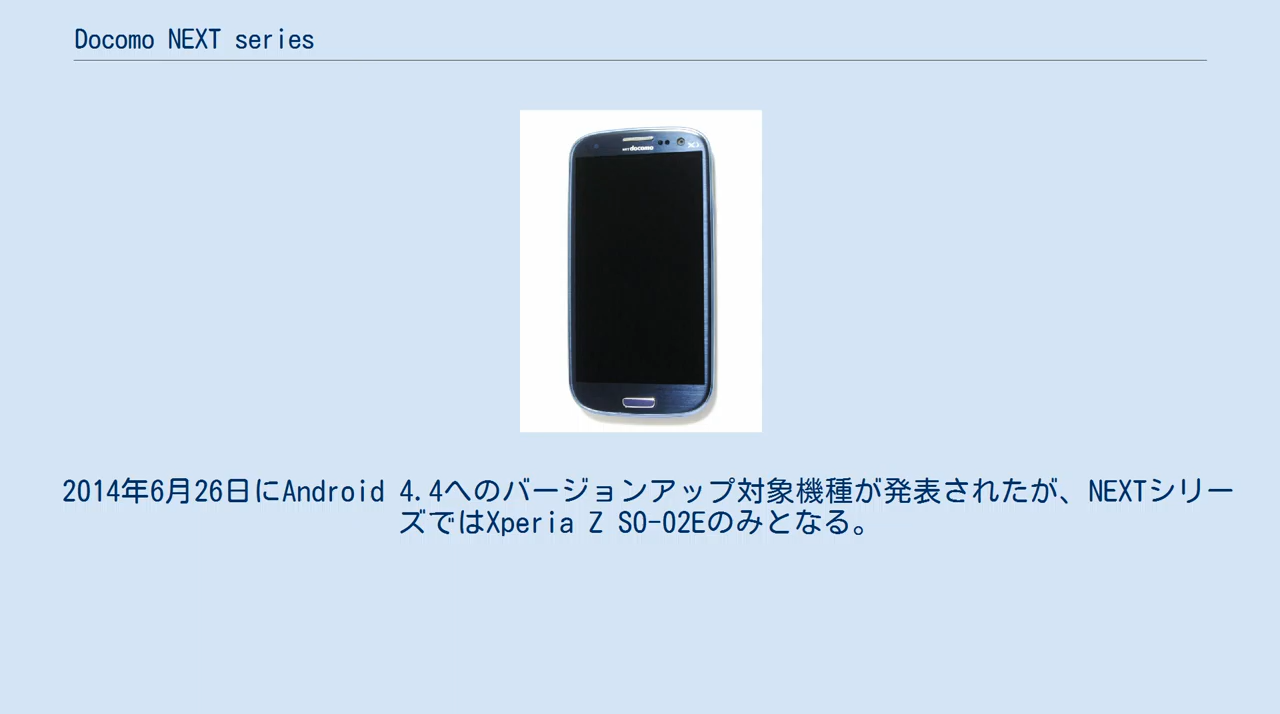 Docomo NEXT series
NEXT docomo
Xi
2014年6月26日にAndroid 4.4へのバージョンアップ対象機種が発表されたが、NEXTシリー
ズではXperia Z SO-02Eのみとなる。